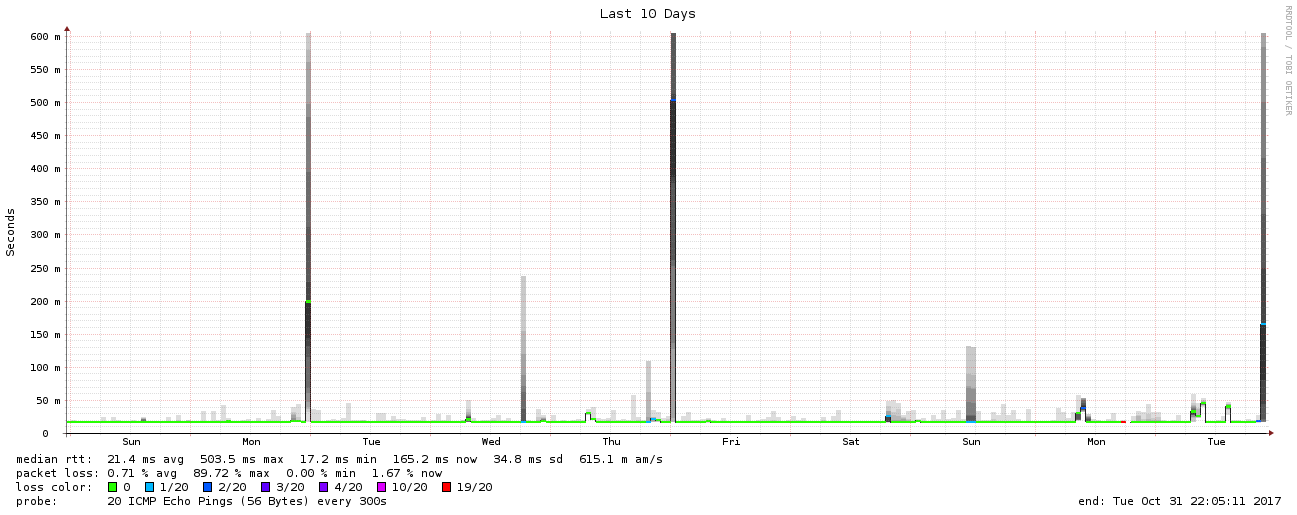 Last 10 Days
RRDTOOL / TOBI OETIKER
Seconds
600 m
550 m
500 m
450 m
400 m
350 m
300 m
250 m
200 m
150 m
100 m
50 m
0
Sun Mon Tue Wed Thu Fri Sat Sun Mon Tue
median rtt: 21.4 ms avg 503.5 ms max 17.2 ms min 165.2 ms now 34.8 ms sd 615.1 m am/s
packet loss: 0.71 % avg 89.72 % max 0.00 % min 1.67 % now
loss color: 0 1/20 2/20 3/20 4/20 10/20 19/20
probe: 20 ICMP Echo Pings (56 Bytes) every 300s end: Tue Oct 31 22:05:11 2017